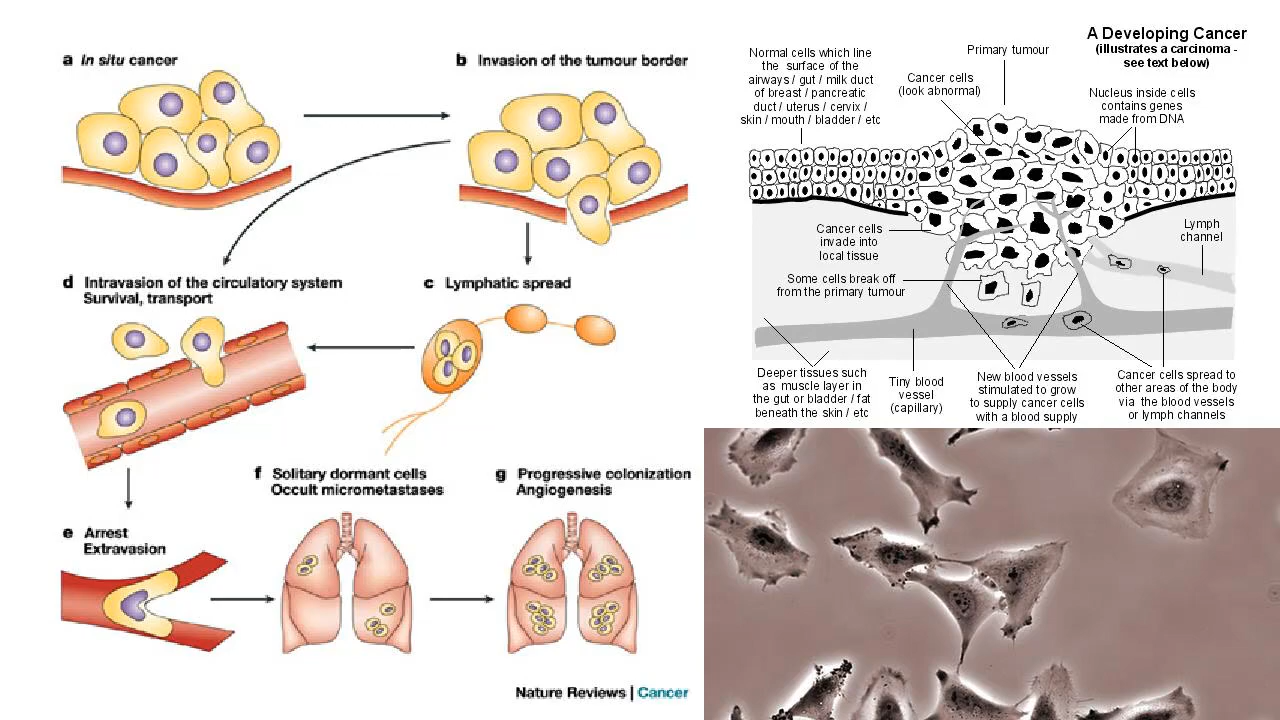 a In situ cancer
b Invasion of the tumour border
d Intravasion of the circulatory system
Survival, transport
c Lymphatic spread
f Solitary dormant cells
Occult micrometastases
g Progressive colonization
Angiogenesis
e Arrest
Extravasion
Nature Reviews | Cancer
A Developing Cancer
(illustrates a carcinoma -
see text below)
Normal cells which line
the surface of the
airways / gut / milk duct
of breast / pancreatic
duct / uterus / cervix /
skin / mouth / bladder / etc
Primary tumour
Cancer cells
(look abnormal)
Nucleus inside cells
contains genes
made from DNA
Cancer cells
invade into
local tissue
Lymph
channel
Some cells break off
from the primary tumour
Deeper tissues such
as muscle layer in
the gut or bladder / fat
beneath the skin / etc
Tiny blood
vessel
(capillary)
New blood vessels
stimulated to grow
to supply cancer cells
with a blood supply
Cancer cells spread to
other areas of the body
via the blood vessels
or lymph channels